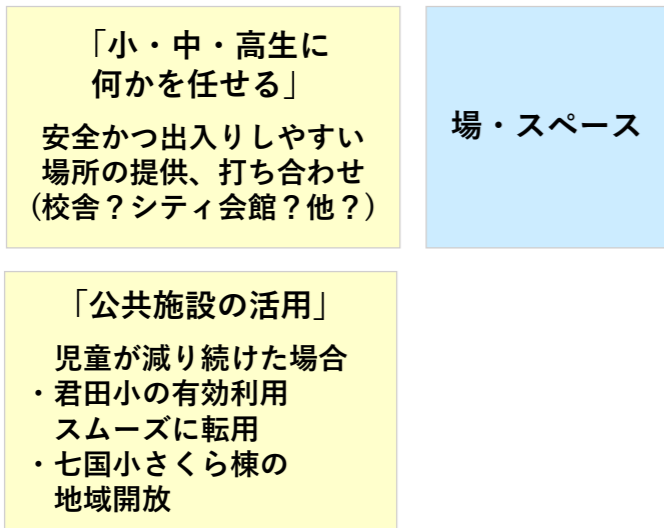 「小・中・高生に
何かを任せる」
安全かつ出入りしやすい
場所の提供、打ち合わせ
(校舎？シティ会館？他？)
場・スペース
「公共施設の活用」
児童が減り続けた場合
・君田小の有効利用
スムーズに転用
・七国小さくら棟の
地域開放